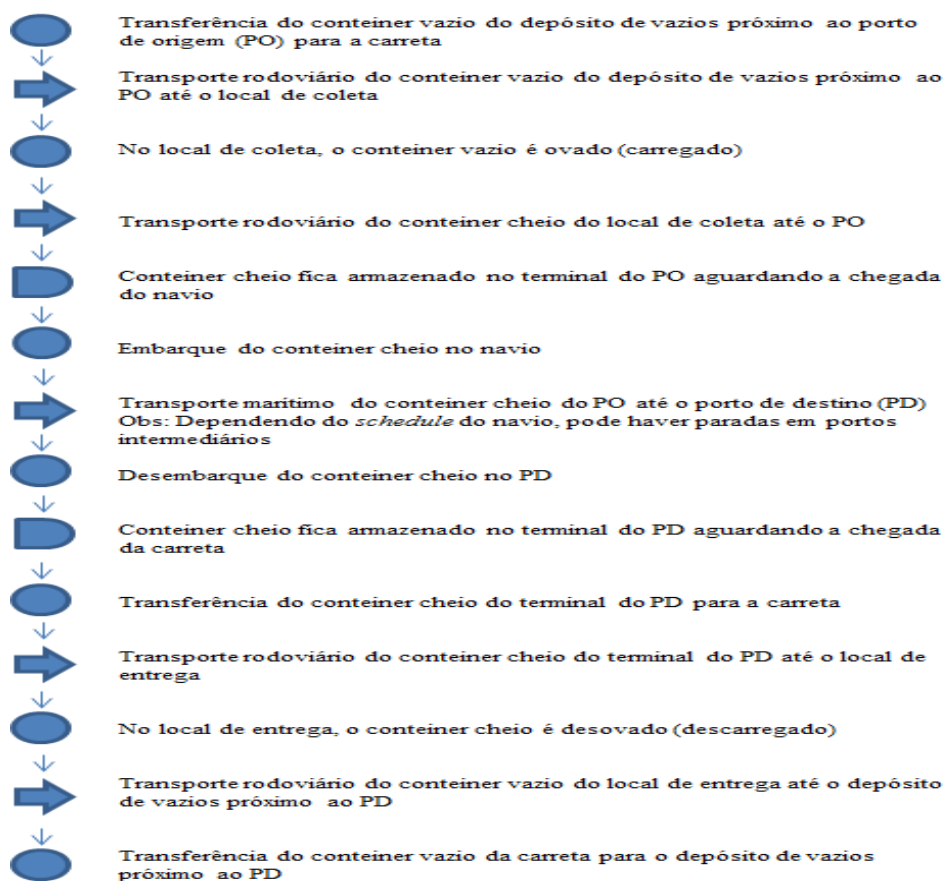 Transferência do conteiner vazio do depósito de vazios próximo ao porto
de origem (PO) para a carreta
Transporte rodoviário do conteiner vazio do depósito de vazios próximo ao
PO até o local de coleta
No local de coleta, o conteiner vazio é ovado (carregado)
Transporte rodoviário do conteiner cheio do local de coleta até o PO
Conteiner cheio fica armazenado no terminal do PO aguardando a chegada
do navio
Embarque do conteiner cheio no navio
Transporte marítimo do conteiner cheio do PO até o porto de destino (PD)
Obs: Dependendo do schedule do navio, pode haver paradas em portos
intermediários
Desembarque do conteiner cheio no PD
Conteiner cheio fica armazenado no terminal do PD aguardando a chegada
da carreta
Transferência do conteiner cheio do terminal do PD para a carreta
Transporte rodoviário do conteiner cheio do terminal do PD até o local de
entrega
No local de entrega, o conteiner cheio é desovado (descarregado)
Transporte rodoviário do conteiner vazio do local de entrega até o depósito
de vazios próximo ao PD
Transferência do conteiner vazio da carreta para o depósito de vazios
próximo ao PD